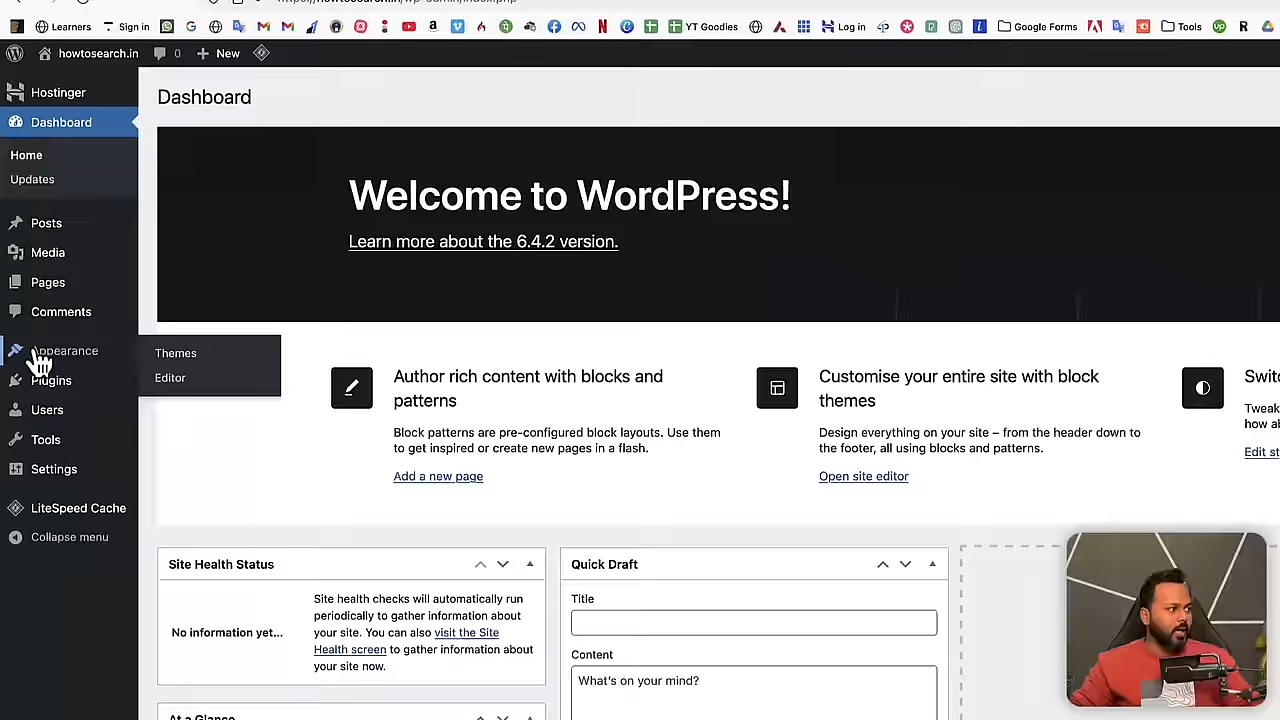 Learners
Sign in
YT Goodies
Log in
Google Forms
Tools
howtosearch.in
0
New
Hostinger
Dashboard
Home
Updates
Posts
Media
Pages
Comments
Appearance
Themes
Editor
Plugins
Users
Tools
Settings
LiteSpeed Cache
Collapse menu
Dashboard
Welcome to WordPress!
Learn more about the 6.4.2 version.
Author rich content with blocks and
patterns
Block patterns are pre-configured block layouts. Use them
to get inspired or create new pages in a flash.
Add a new page
Customise your entire site with block
themes
Design everything on your site – from the header down to
the footer, all using blocks and patterns.
Open site editor
Site Health Status
No information yet...
Site health checks will automatically run
periodically to gather information about
your site. You can also visit the Site
Health screen to gather information about
your site now.
Quick Draft
Title
Content
What's on your mind?
At a Glance